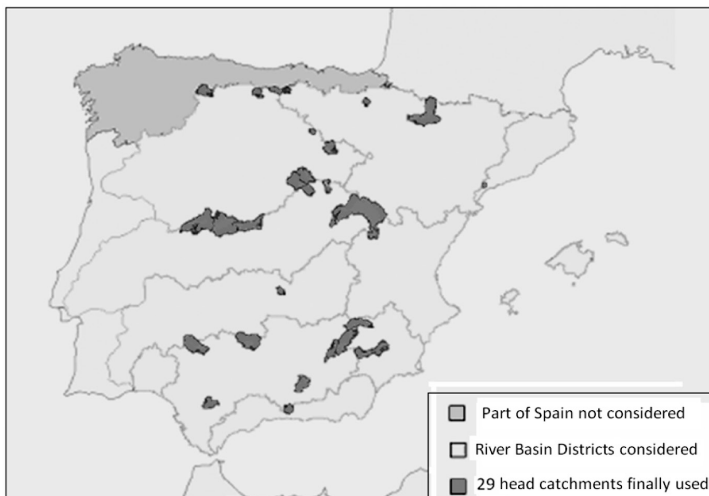 Part of Spain not considered
River Basin Districts considered
29 head catchments finally used